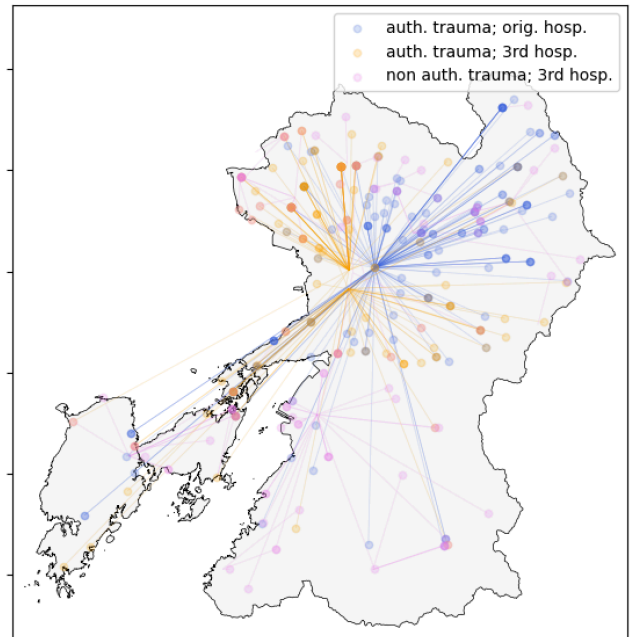 auth. trauma; orig. hosp.
auth. trauma; 3rd hosp.
non auth. trauma; 3rd hosp.